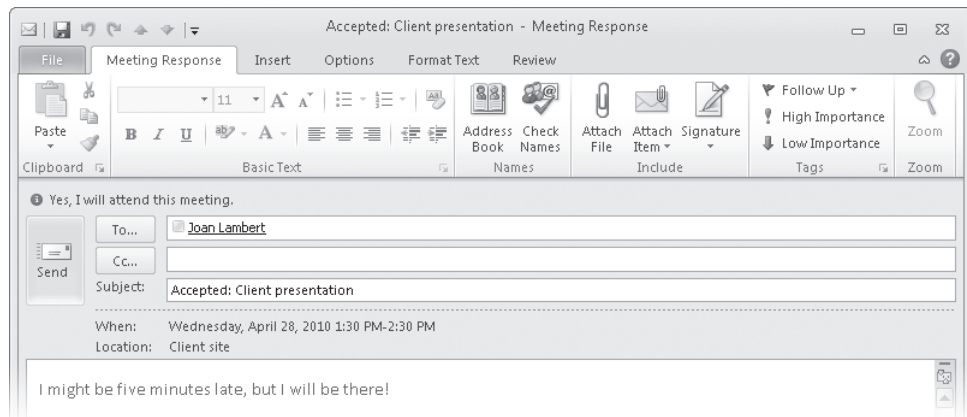 Accepted: Client presentation - Meeting Response
File Meeting Response Insert Options Format Text Review
Paste
11 A A
B I U ab A
Address Book
Check Names
Attach File
Attach Item
Signature
Follow Up
High Importance
Low Importance
Zoom
Clipboard Basic Text Names Include Tags Zoom
Yes, I will attend this meeting.
Send
To... Joan Lambert
Cc...
Subject: Accepted: Client presentation
When: Wednesday, April 28, 2010 1:30 PM-2:30 PM
Location: Client site
I might be five minutes late, but I will be there!